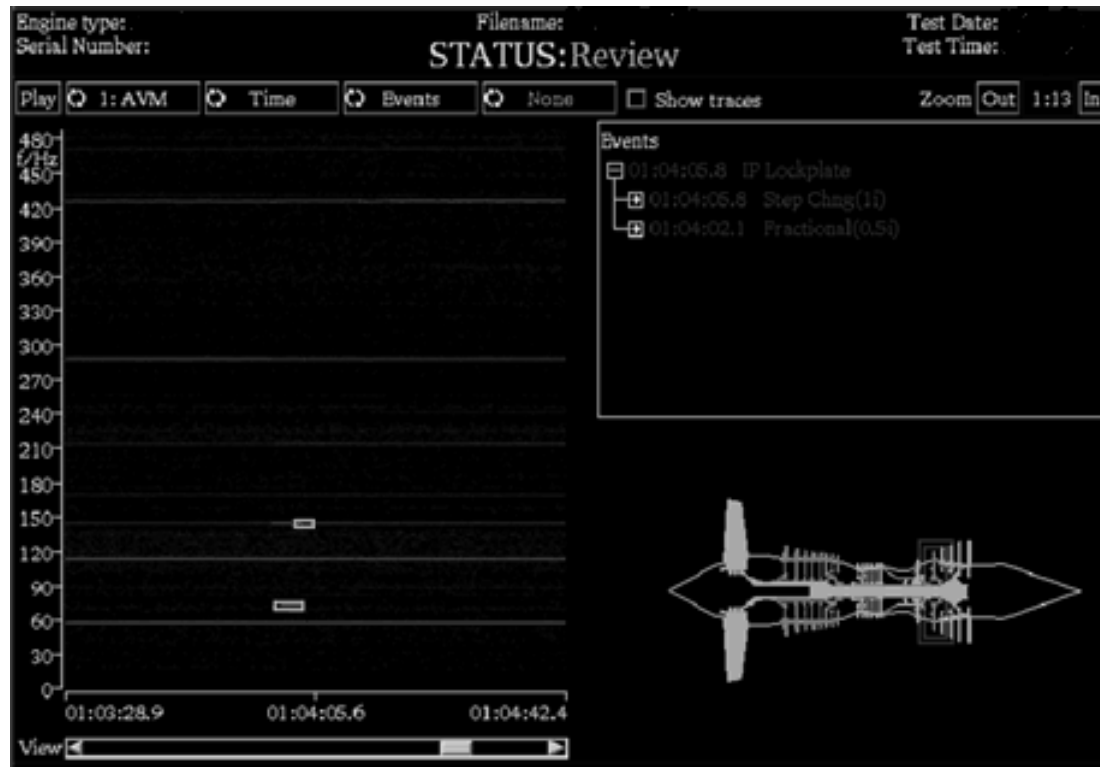 Engine type: Filename: Test Date:
Serial Number: STATUS:Review Test Time:
Play 1: AVM Time Events None Show traces Zoom Out 1:13 In
480
f/Hz
450
420
390
360
330
300
270
240
210
180
150
120
90
60
30
0
Events
01:04:05.8 IP Lockplate
01:04:05.8 Step Chng(1i)
01:04:02.1 Fractional(0.5i)
01:03:28.9 01:04:05.6 01:04:42.4
View